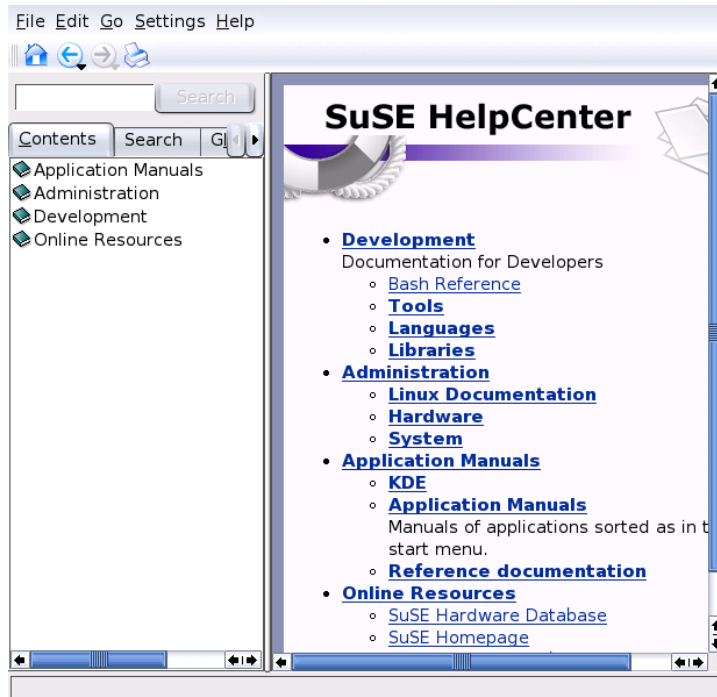 File Edit Go Settings Help
Search
Contents Search
Application Manuals
Administration
Development
Online Resources
SuSE HelpCenter
Development
Documentation for Developers
Bash Reference
Tools
Languages
Libraries
Administration
Linux Documentation
Hardware
System
Application Manuals
KDE
Application Manuals
Manuals of applications sorted as in t
start menu.
Reference documentation
Online Resources
SuSE Hardware Database
SuSE Homepage